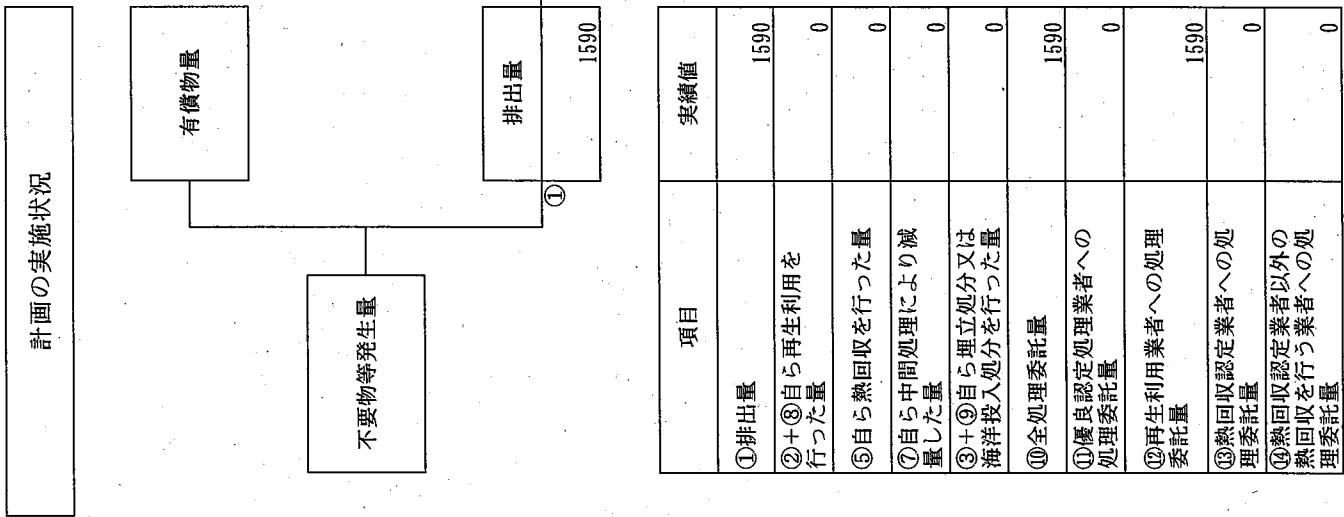 計画の実施状況
有償物量
不要物等発生量
排出量
①
1590
項目 実績値
①排出量 1590
②+⑧自ら再生利用を
行った量 0
⑤自ら熱回収を行った量 0
⑦自ら中間処理により減
量した量 0
③+⑨自ら埋立処分又は
海洋投入処分を行った量 0
⑩全処理委託量 1590
⑪優良認定処理業者への
処理委託量 0
⑫再生利用業者への処理
委託量 1590
⑬熱回収認定業者への処
理委託量 0
⑭熱回収認定業者以外の
熱回収を行う業者への処
理委託量 0